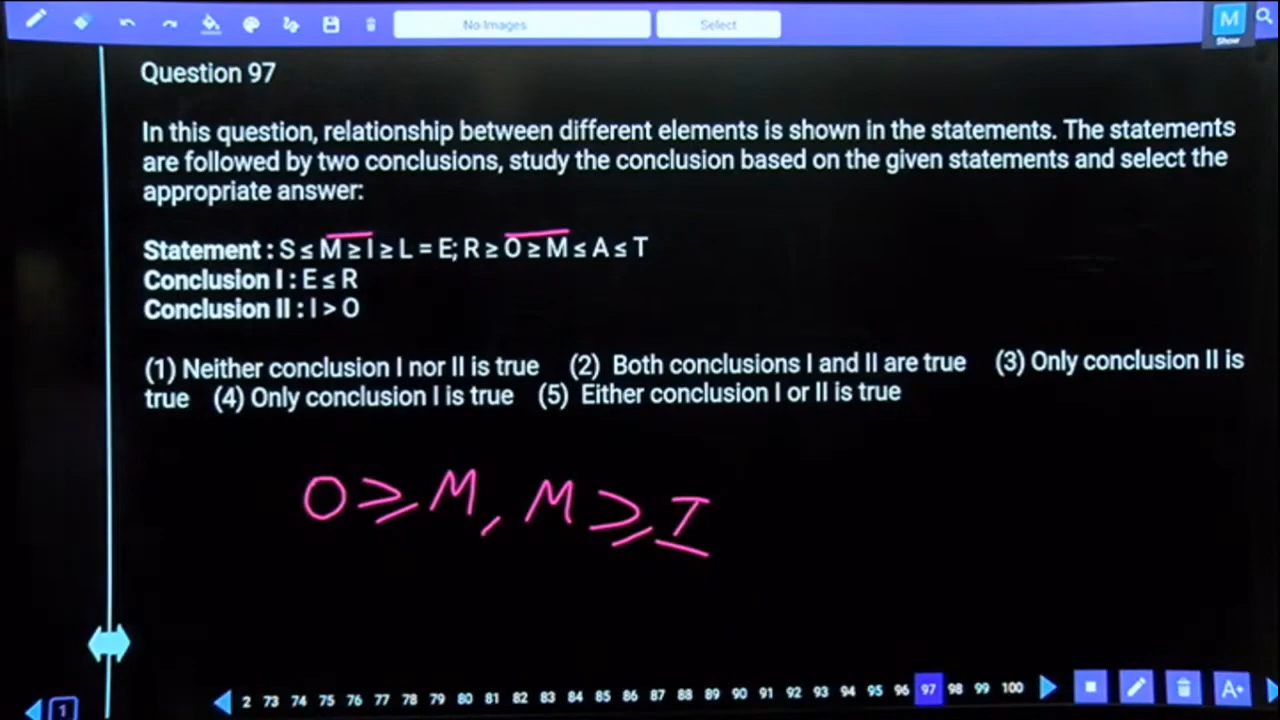 No Images
Select
M
Show
Question 97
In this question, relationship between different elements is shown in the statements. The statements
are followed by two conclusions, study the conclusion based on the given statements and select the
appropriate answer:
Statement : S ≤ M ≥ I ≥ L = E; R ≥ O ≥ M ≤ A ≤ T
Conclusion I : E ≤ R
Conclusion II : I > O
(1) Neither conclusion I nor II is true (2) Both conclusions I and II are true (3) Only conclusion II is
true (4) Only conclusion I is true (5) Either conclusion I or II is true
O ≥ M, M ≥ I
1
2 73 74 75 76 77 78 79 80 81 82 83 84 85 86 87 88 89 90 91 92 93 94 95 96 97 98 99 100
A+